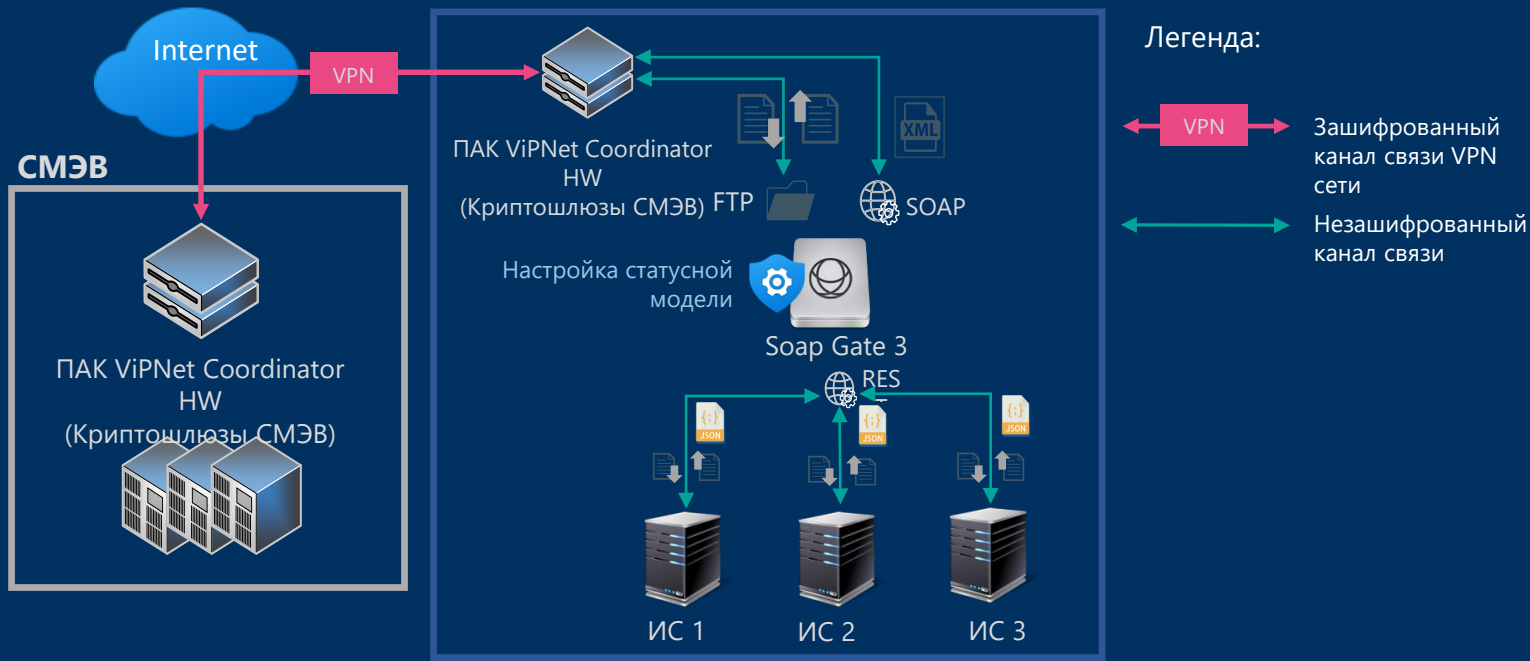 Internet
VPN
СМЭВ
ПАК ViPNet Coordinator
HW
(Криптошлюзы СМЭВ)
ПАК ViPNet Coordinator
HW
(Криптошлюзы СМЭВ)
FTP
XML
SOAP
Настройка статусной
модели
Soap Gate 3
RES
{;}
JSON
{;}
JSON
{;}
JSON
ИС 1
ИС 2
ИС 3
Легенда:
VPN
Зашифрованный
канал связи VPN
сети
Незашифрованный
канал связи